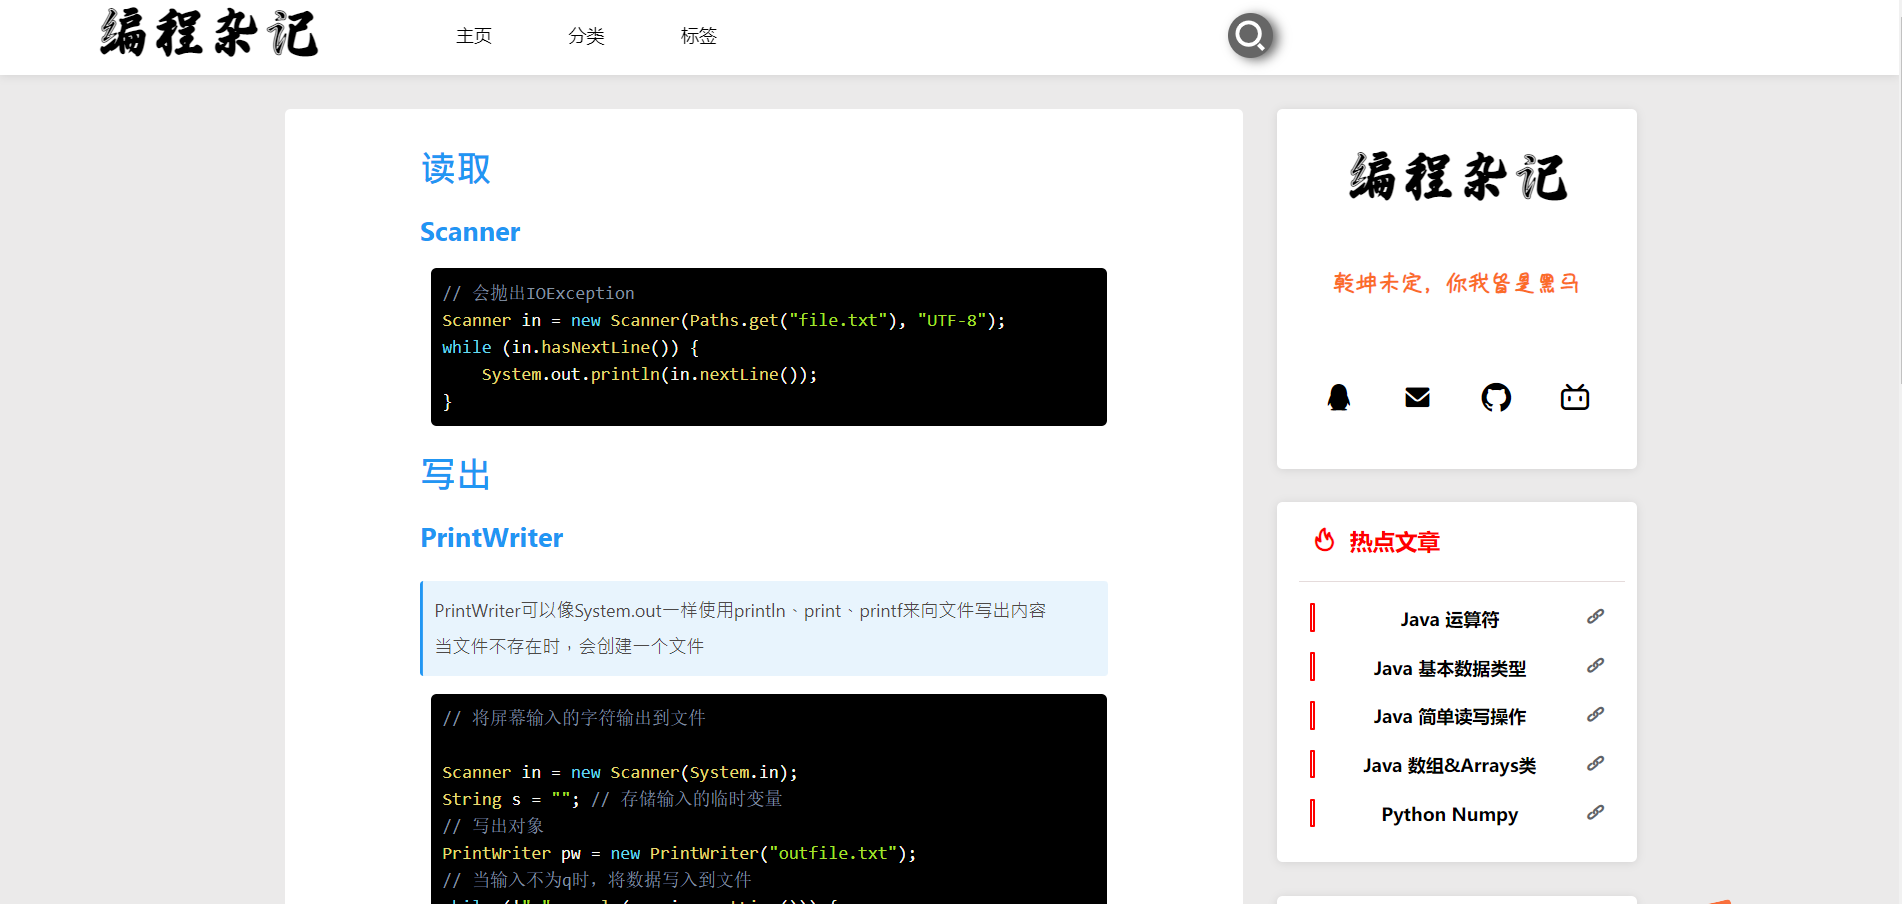 编程杂记
主页 分类 标签
读取
Scanner
// 会抛出IOException
Scanner in = new Scanner(Paths.get("file.txt"), "UTF-8");
while (in.hasNextLine()) {
    System.out.println(in.nextLine());
}
写出
PrintWriter
PrintWriter可以像System.out一样使用println、print、printf来向文件写出内容
当文件不存在时，会创建一个文件
// 将屏幕输入的字符输出到文件
Scanner in = new Scanner(System.in);
String s = ""; // 存储输入的临时变量
// 写出对象
PrintWriter pw = new PrintWriter("outfile.txt");
// 当输入不为q时，将数据写入到文件
编程杂记
乾坤未定，你我皆是黑马
热点文章
Java 运算符
Java 基本数据类型
Java 简单读写操作
Java 数组&Arrays类
Python Numpy